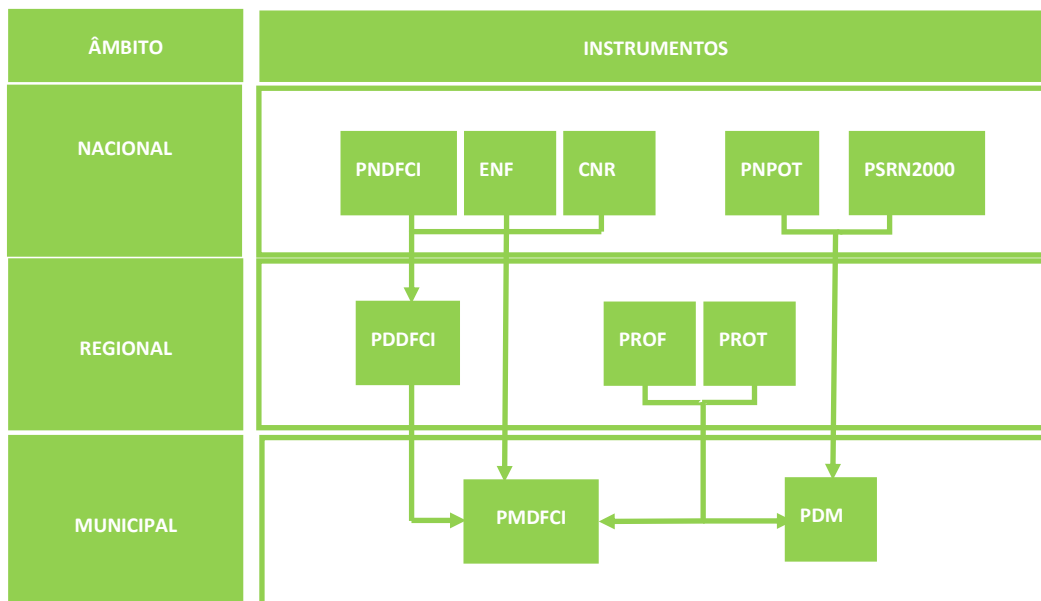 ÂMBITO
INSTRUMENTOS
NACIONAL
PNDFCI
ENF
CNR
PNPOT
PSRN2000
REGIONAL
PDDFCI
PROF
PROT
MUNICIPAL
PMDFCI
PDM